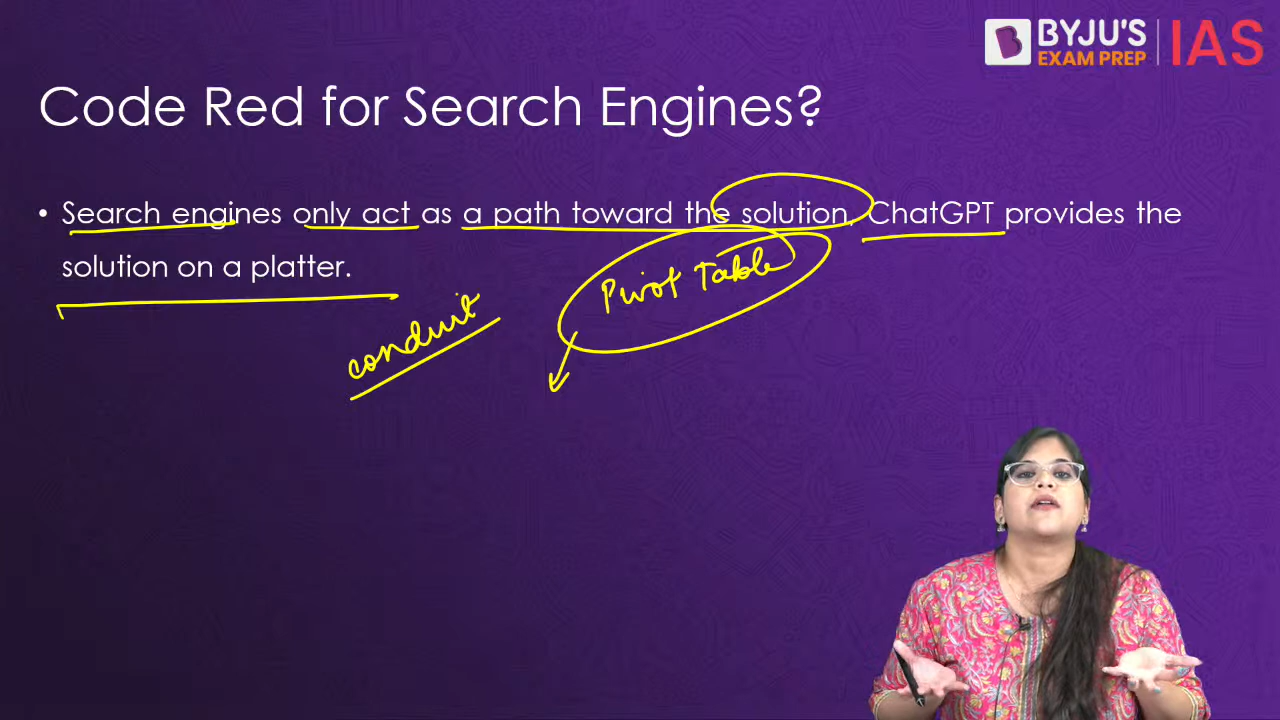 BYJU'S
EXAM PREP
IAS
Code Red for Search Engines?
• Search engines only act as a path toward the solution, ChatGPT provides the
solution on a platter.
Pivot Table
conduit